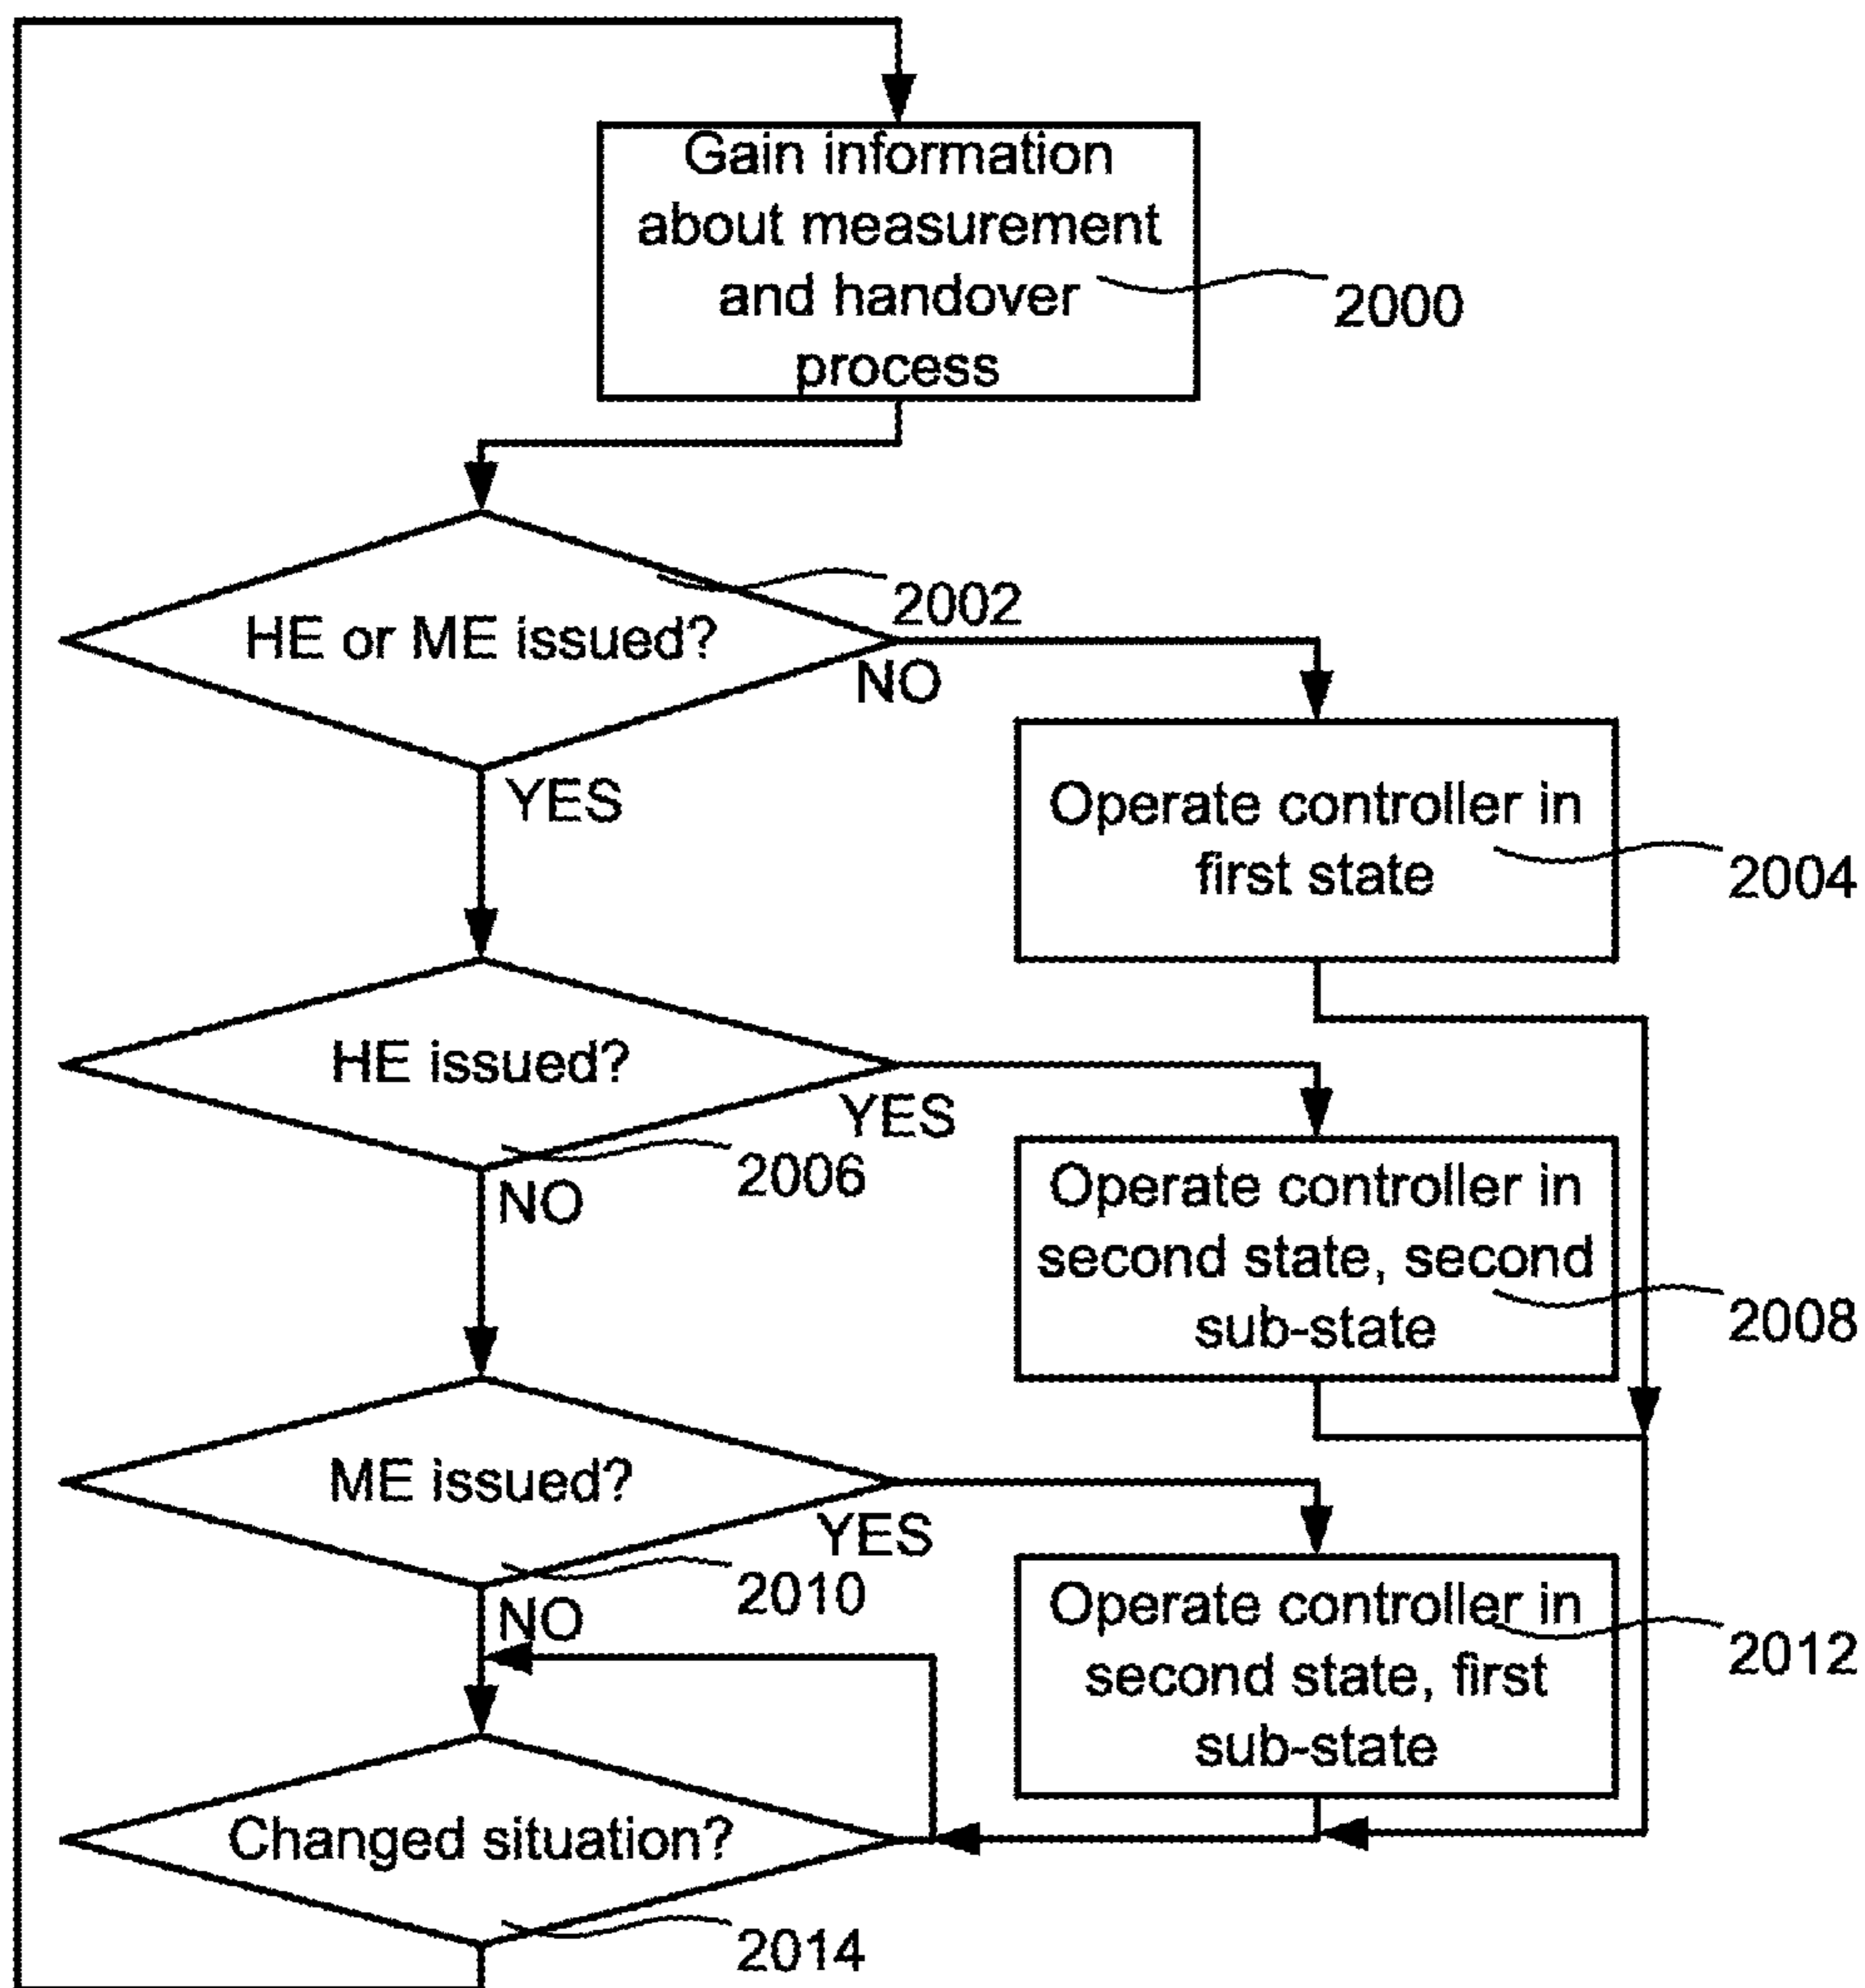 Gain information
about measurement
and handover
process
2000
2002
HE or ME issued?
NO
YES
Operate controller in
first state
2004
HE issued?
YES
2006
NO
Operate controller in
second state, second
sub-state
2008
ME issued?
YES
2010
NO
Operate controller in
second state, first
sub-state
2012
Changed situation?
2014